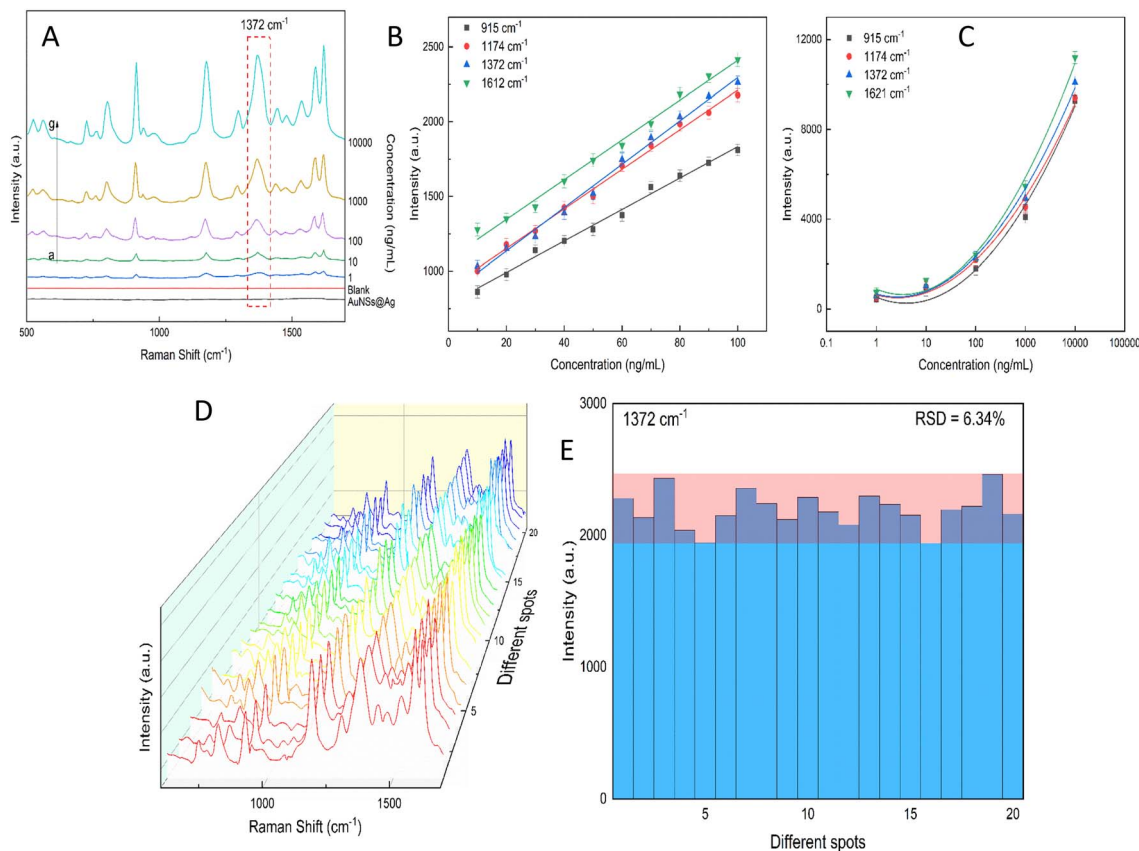 A
1372 cm⁻¹
g
a
10000
1000
100
10
1
Blank
AuNSs@Ag
Concentration (ng/mL)
Intensity (a.u.)
500
1000
1500
Raman Shift (cm⁻¹)
B
915 cm⁻¹
1174 cm⁻¹
1372 cm⁻¹
1612 cm⁻¹
2500
2000
1500
1000
Intensity (a.u.)
0
20
40
60
80
100
Concentration (ng/mL)
C
915 cm⁻¹
1174 cm⁻¹
1372 cm⁻¹
1621 cm⁻¹
12000
8000
4000
0
Intensity (a.u.)
0.1
1
10
100
1000
10000
100000
Concentration (ng/mL)
D
Intensity (a.u.)
1000
1500
Raman Shift (cm⁻¹)
5
10
15
20
Different spots
E
1372 cm⁻¹
RSD = 6.34%
3000
2000
1000
0
Intensity (a.u.)
5
10
15
20
Different spots